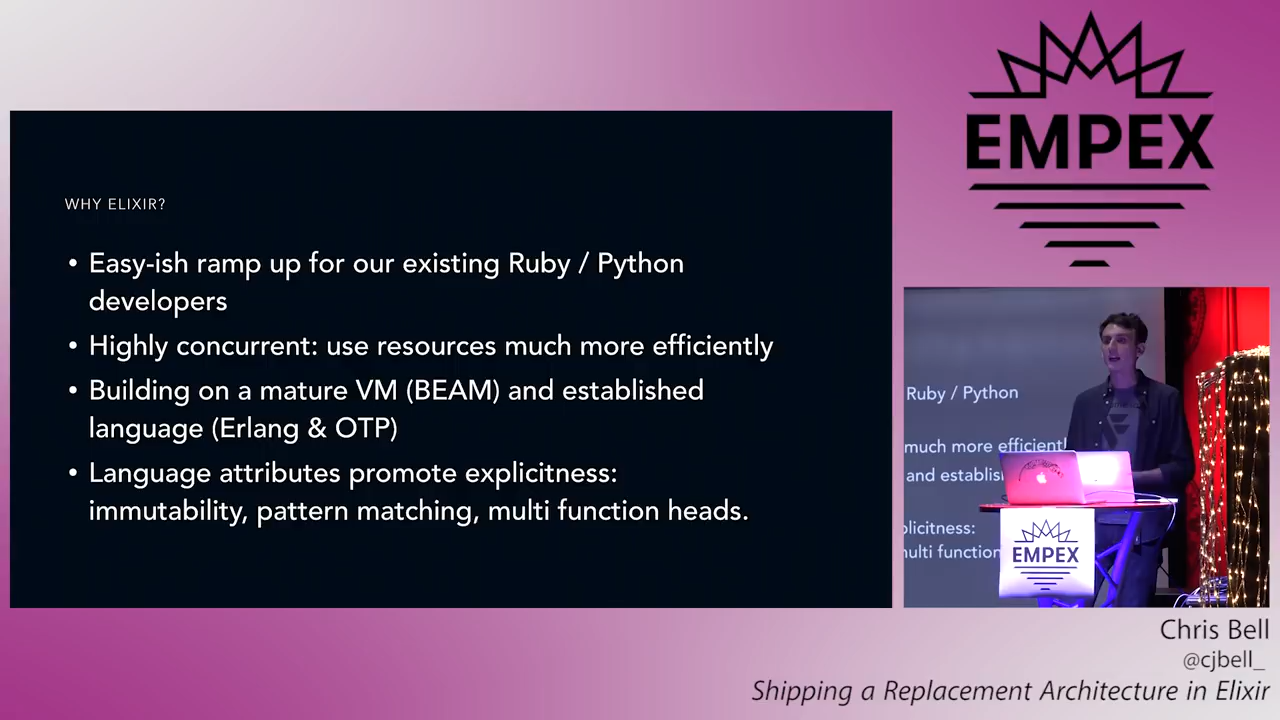 EMPEX
WHY ELIXIR?
• Easy-ish ramp up for our existing Ruby / Python
developers
• Highly concurrent: use resources much more efficiently
• Building on a mature VM (BEAM) and established
language (Erlang & OTP)
• Language attributes promote explicitness:
immutability, pattern matching, multi function heads.
Ruby / Python
much more efficientl
and establis
plicitness:
multi function
EMPEX
Chris Bell
@cjbell_
Shipping a Replacement Architecture in Elixir